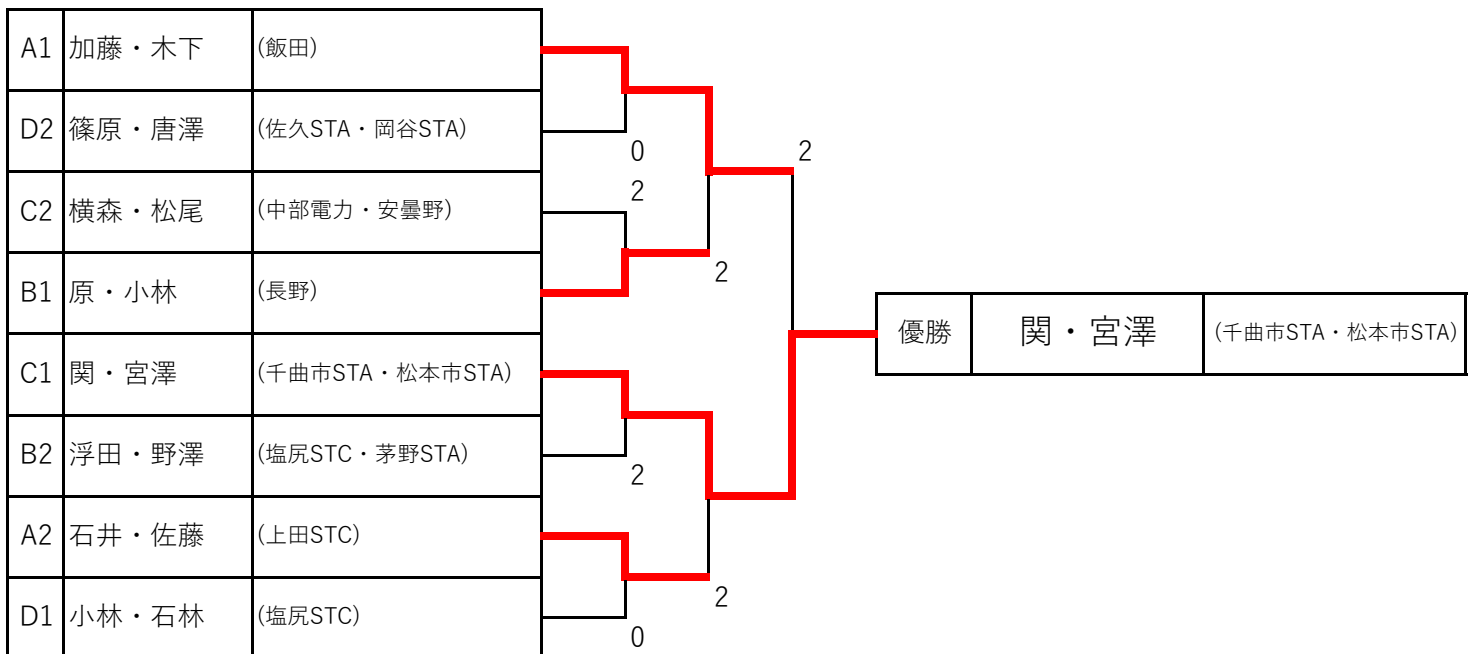 A1 加藤・木下 (飯田)
D2 篠原・唐澤 (佐久STA・岡谷STA)
0
2
2
C2 横森・松尾 (中部電力・安曇野)
2
B1 原・小林 (長野)
優勝 関・宮澤 (千曲市STA・松本市STA)
C1 関・宮澤 (千曲市STA・松本市STA)
B2 浮田・野澤 (塩尻STC・茅野STA)
2
A2 石井・佐藤 (上田STC)
2
D1 小林・石林 (塩尻STC)
0